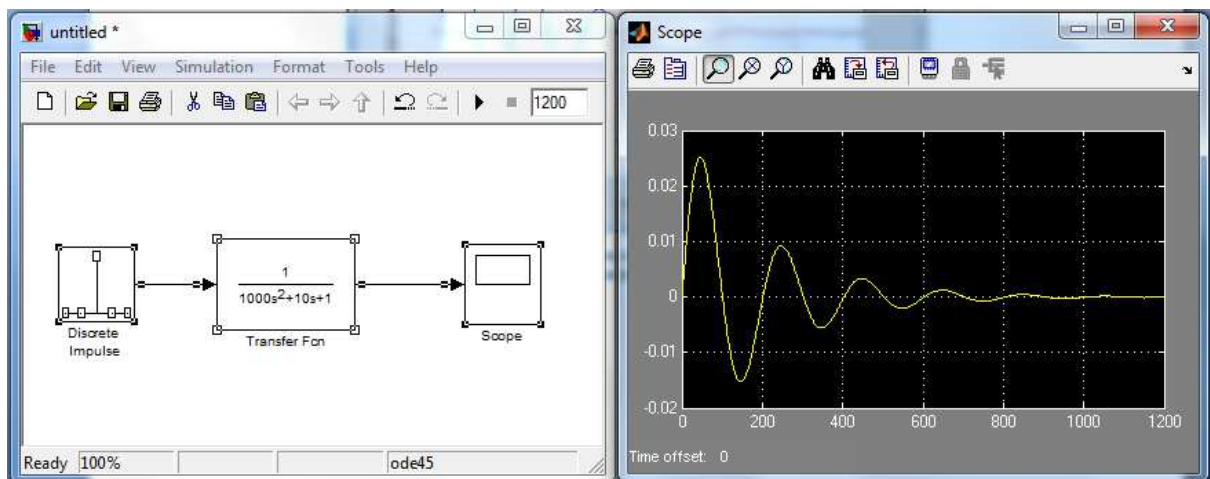 untitled *
File Edit View Simulation Format Tools Help
1200
1
1000s²+10s+1
Discrete
Impulse
Transfer Fcn
Scope
Ready 100% ode45
Scope
0.03
0.02
0.01
0
-0.01
-0.02
0 200 400 600 800 1000 1200
Time offset: 0